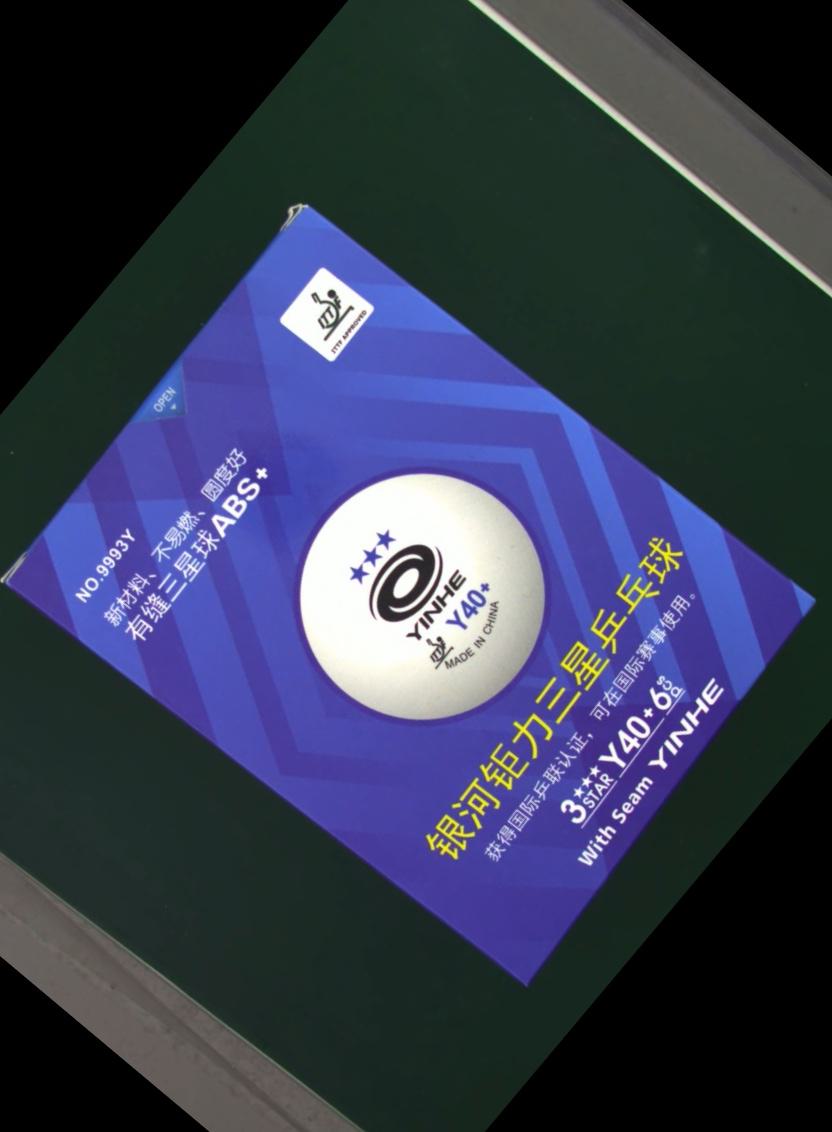 ITTF
ITTF APPROVED
OPEN
NO.9993Y
新材料、不易燃、圆度好
有缝三星球ABS+
★★★
YINHE
ITTF Y40+
MADE IN CHINA
银河钜力三星乒乓球
获得国际乒联认证，可在国际赛事使用。
3★★★STAR Y40+ 6PCS
With Seam YINHE